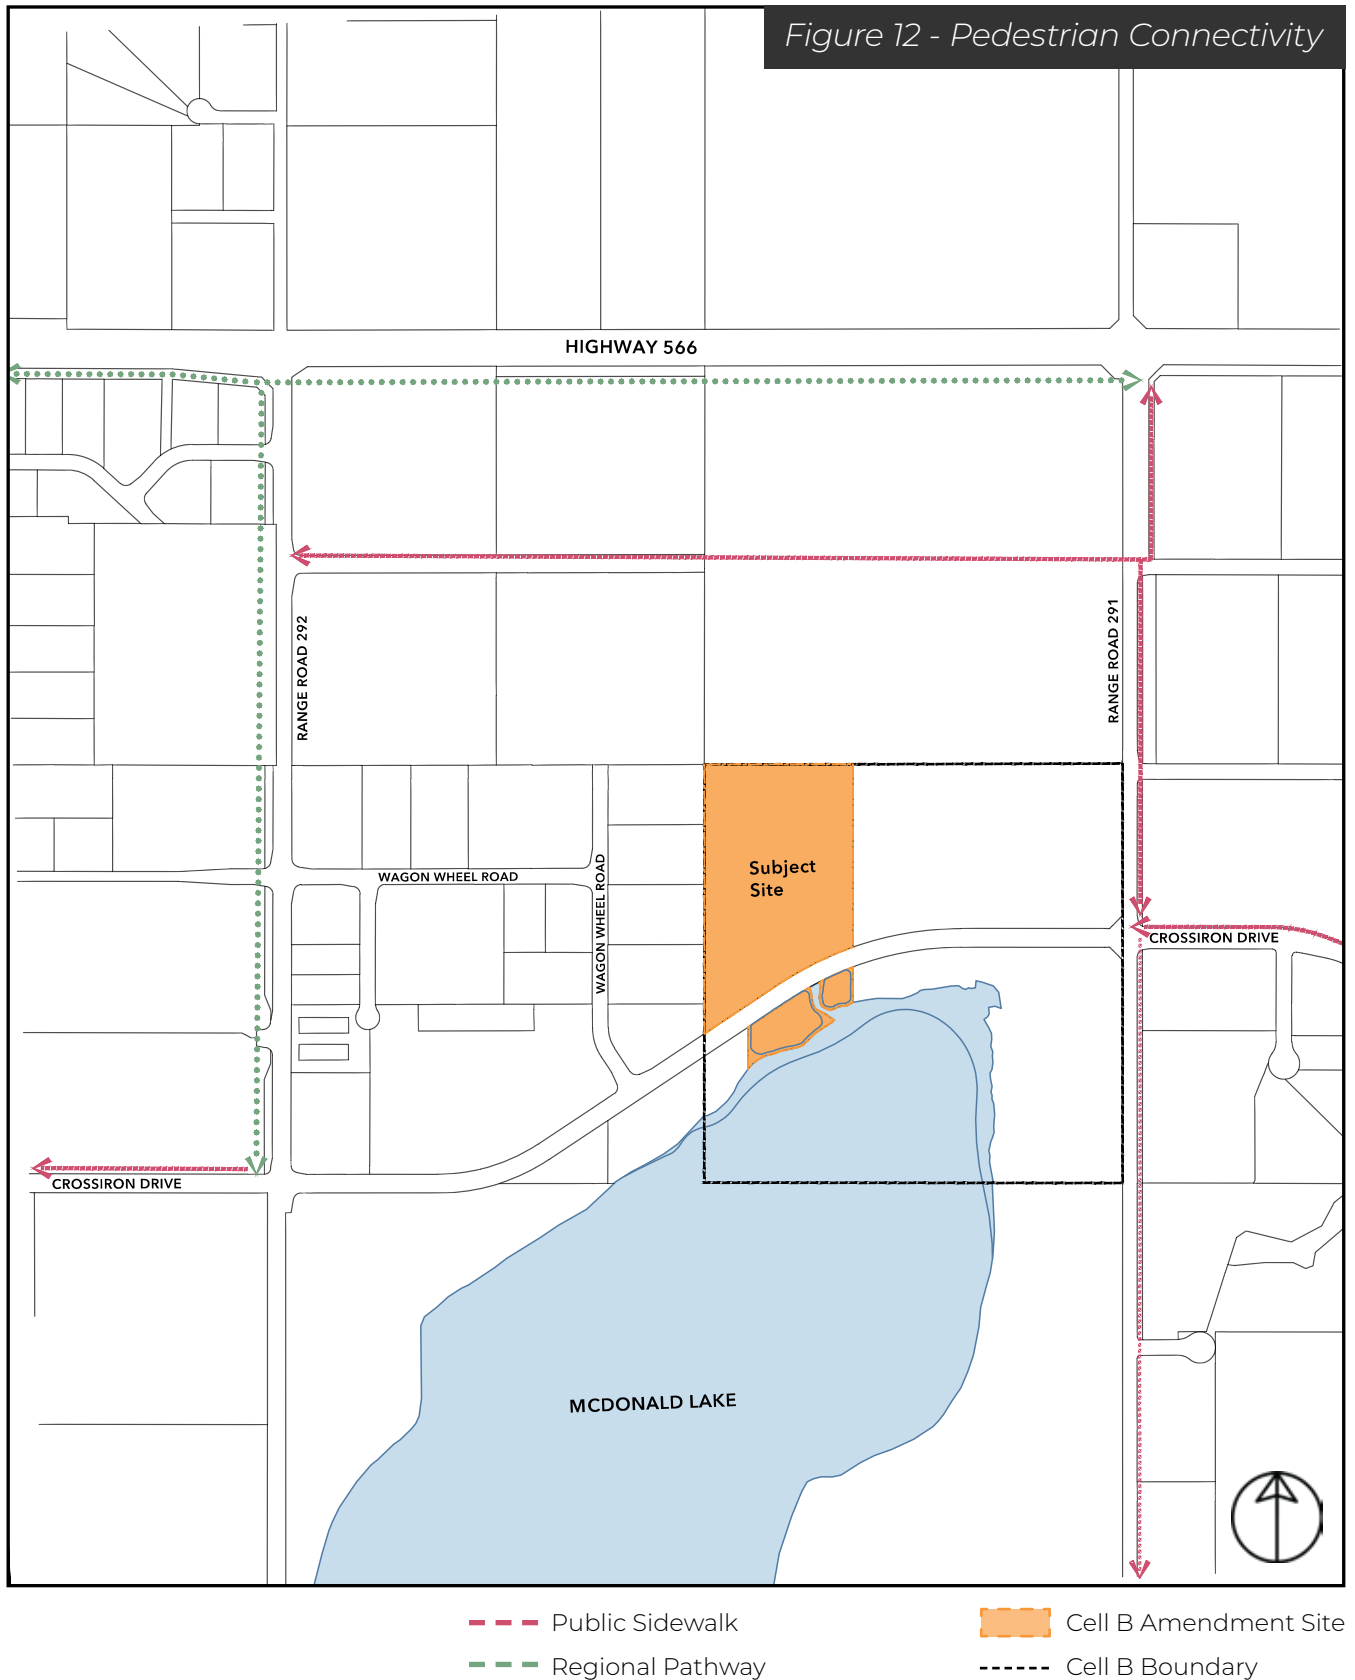 Figure 12 - Pedestrian Connectivity
HIGHWAY 566
RANGE ROAD 292
RANGE ROAD 291
Subject
Site
WAGON WHEEL ROAD
WAGON WHEEL ROAD
CROSSIRON DRIVE
CROSSIRON DRIVE
MCDONALD LAKE
Public Sidewalk
Cell B Amendment Site
Regional Pathway
Cell B Boundary